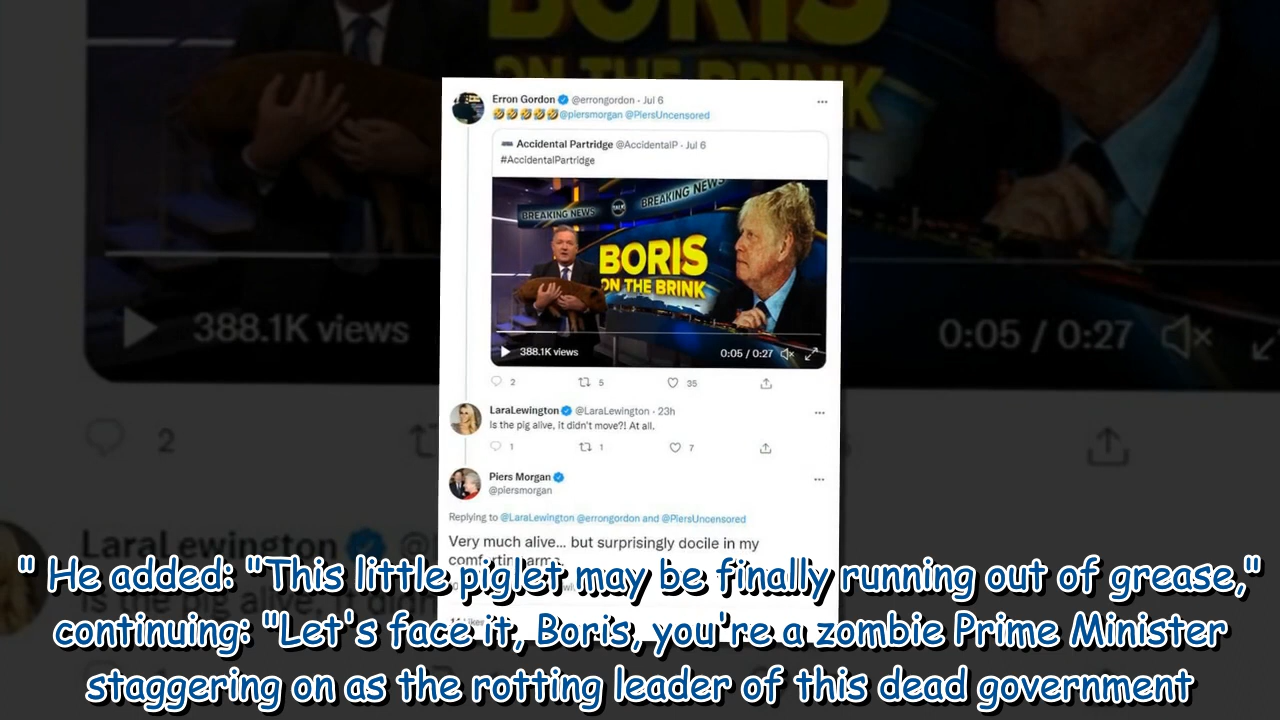 BORIS
ON THE BRINK
Erron Gordon @errongordon · Jul 6
🤣🤣🤣🤣🤣@piersmorgan @PiersUncensored
Accidental Partridge @AccidentalP · Jul 6
#AccidentalPartridge
BREAKING NEWS TALK BREAKING NEWS
BORIS
ON THE BRINK
388.1K views 0:05 / 0:27
2 5 35
LaraLewington @LaraLewington · 23h
Is the pig alive, it didn't move?! At all.
1 1 7
Piers Morgan
@piersmorgan
Replying to @LaraLewington @errongordon and @PiersUncensored
Very much alive... but surprisingly docile in my
comforting arms.
388.1K views 0:05 / 0:27
2
LaraLewington
" He added: "This little piglet may be finally running out of grease,"
continuing: "Let's face it, Boris, you're a zombie Prime Minister
staggering on as the rotting leader of this dead government